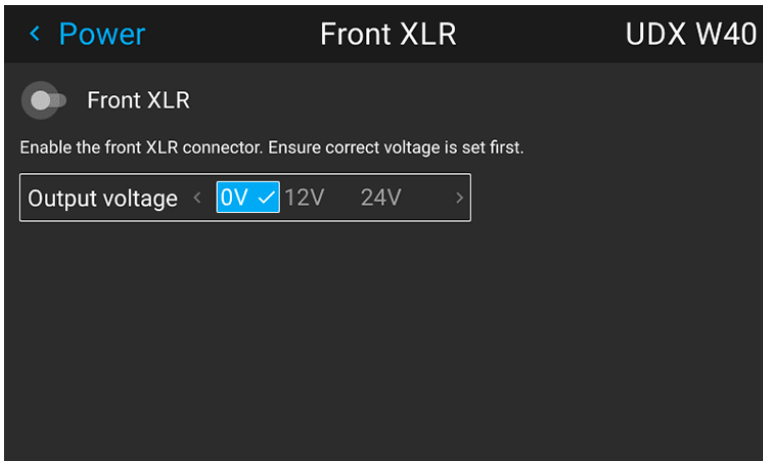 Power Front XLR UDX W40
Front XLR
Enable the front XLR connector. Ensure correct voltage is set first.
Output voltage 0V 12V 24V